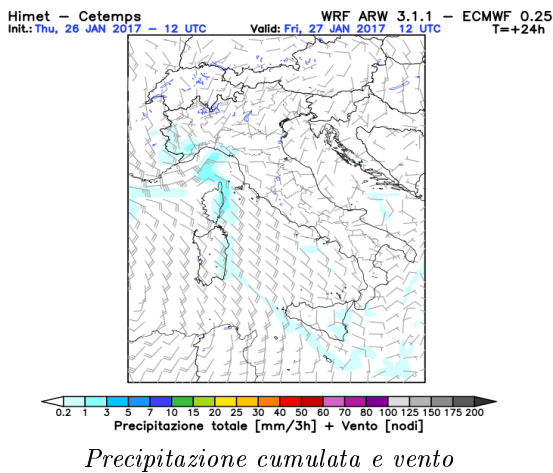 Himet – Cetemps WRF ARW 3.1.1 – ECMWF 0.25
Init.: Thu, 26 JAN 2017 – 12 UTC Valid: Fri, 27 JAN 2017 12 UTC T=+24h
0.2 1 3 5 7 10 15 20 25 30 40 50 60 70 80 100 125 150 175 200
Precipitazione totale [mm/3h] + Vento [nodi]
Precipitazione cumulata e vento